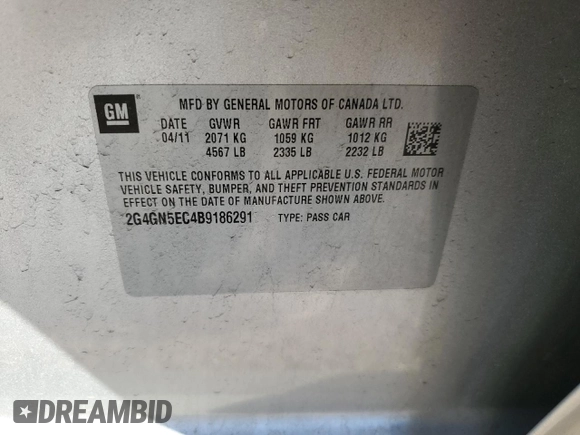 GM
MFD BY GENERAL MOTORS OF CANADA LTD.
DATE GVWR GAWR FRT GAWR RR
04/11 2071 KG 1059 KG 1012 KG
4567 LB 2335 LB 2232 LB
THIS VEHICLE CONFORMS TO ALL APPLICABLE U.S. FEDERAL MOTOR
VEHICLE SAFETY, BUMPER, AND THEFT PREVENTION STANDARDS IN
EFFECT ON THE DATE OF MANUFACTURE SHOWN ABOVE.
2G4GN5EC4B9186291 TYPE: PASS CAR
DREAMBID